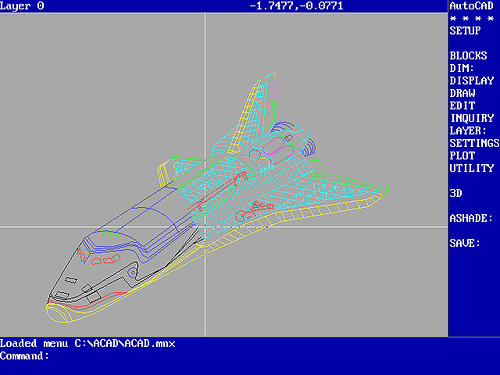 Layer 0
-1.7477,-0.0771
AutoCAD
* * * *
SETUP
BLOCKS
DIM:
DISPLAY
DRAW
EDIT
INQUIRY
LAYER:
SETTINGS
PLOT
UTILITY
3D
ASHADE:
SAVE:
Loaded menu C:\ACAD\ACAD.mnx
Command: